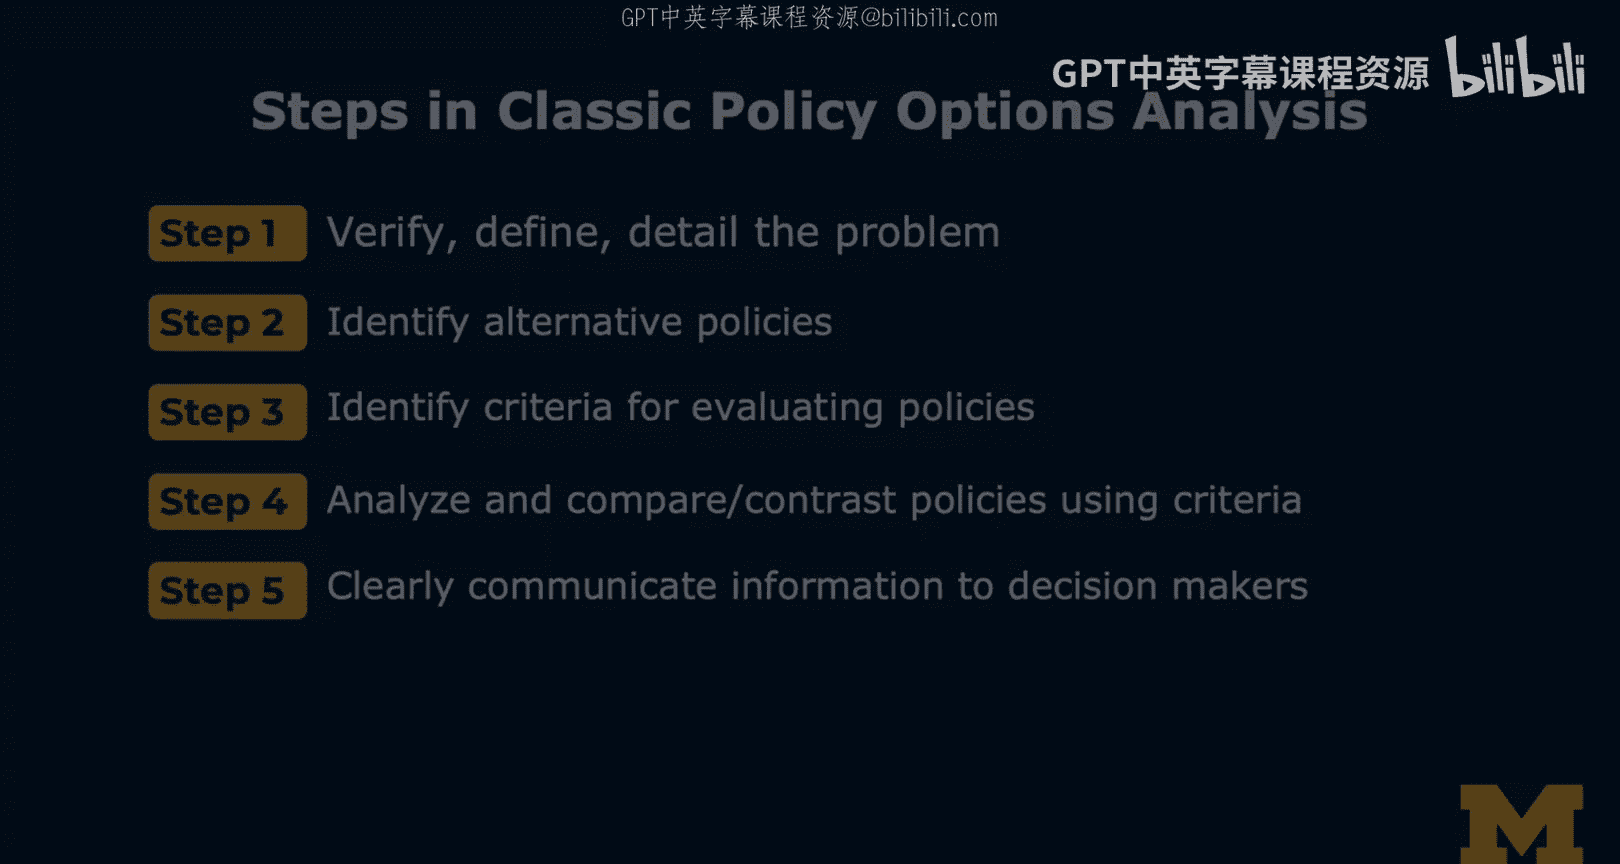 GPT中英字幕课程资源@bilibili.com
GPT中英字幕课程资源 bilibili
Steps in Classic Policy Options Analysis
Step 1 Verify, define, detail the problem
Step 2 Identify alternative policies
Step 3 Identify criteria for evaluating policies
Step 4 Analyze and compare/contrast policies using criteria
Step 5 Clearly communicate information to decision makers
M